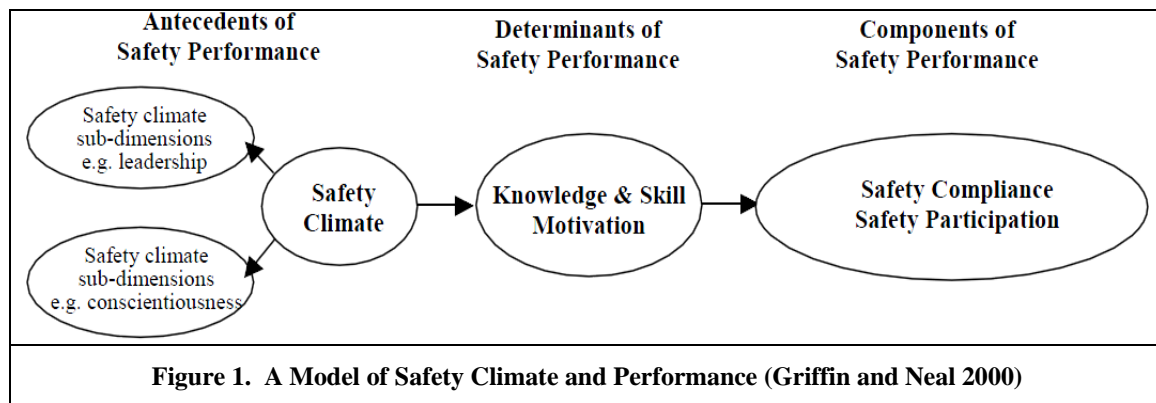 Antecedents of
Safety Performance
Determinants of
Safety Performance
Components of
Safety Performance
Safety climate
sub-dimensions
e.g. leadership
Safety
Climate
Knowledge & Skill
Motivation
Safety Compliance
Safety Participation
Safety climate
sub-dimensions
e.g. conscientiousness
Figure 1. A Model of Safety Climate and Performance (Griffin and Neal 2000)